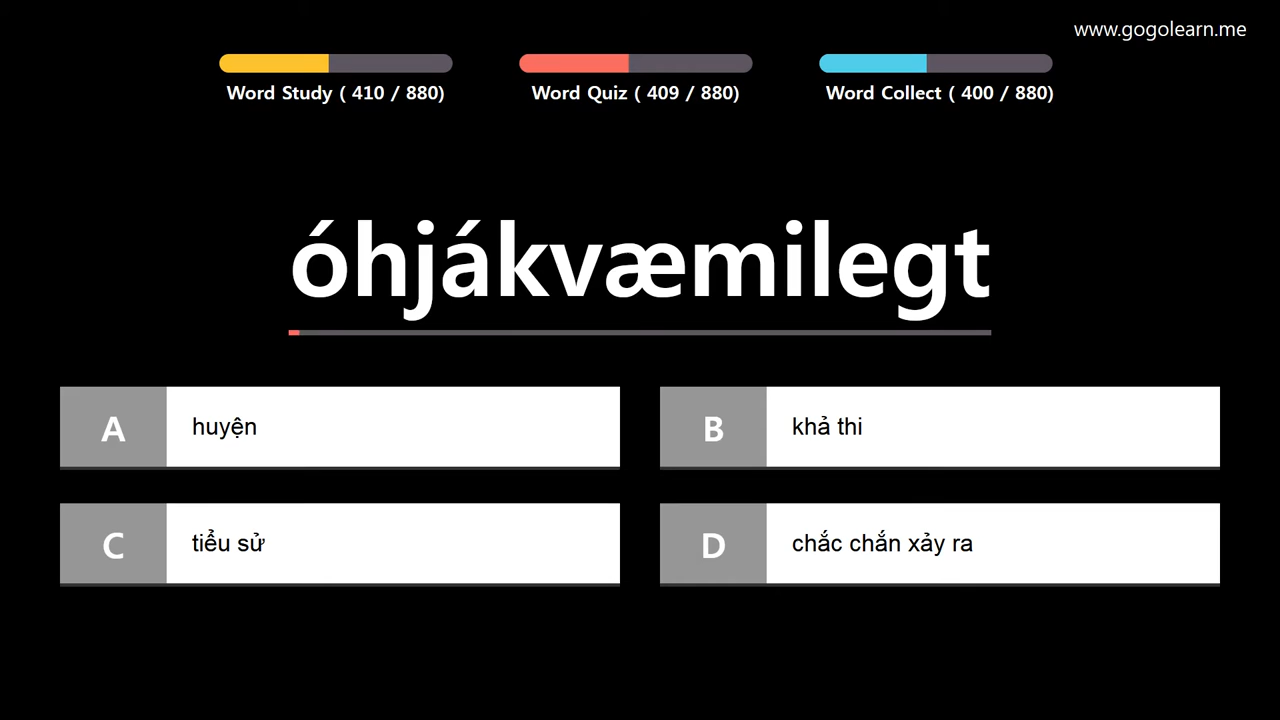 www.gogolearn.me
Word Study ( 410 / 880)
Word Quiz ( 409 / 880)
Word Collect ( 400 / 880)
óhjákvæmilegt
A huyện
B khả thi
C tiểu sử
D chắc chắn xảy ra